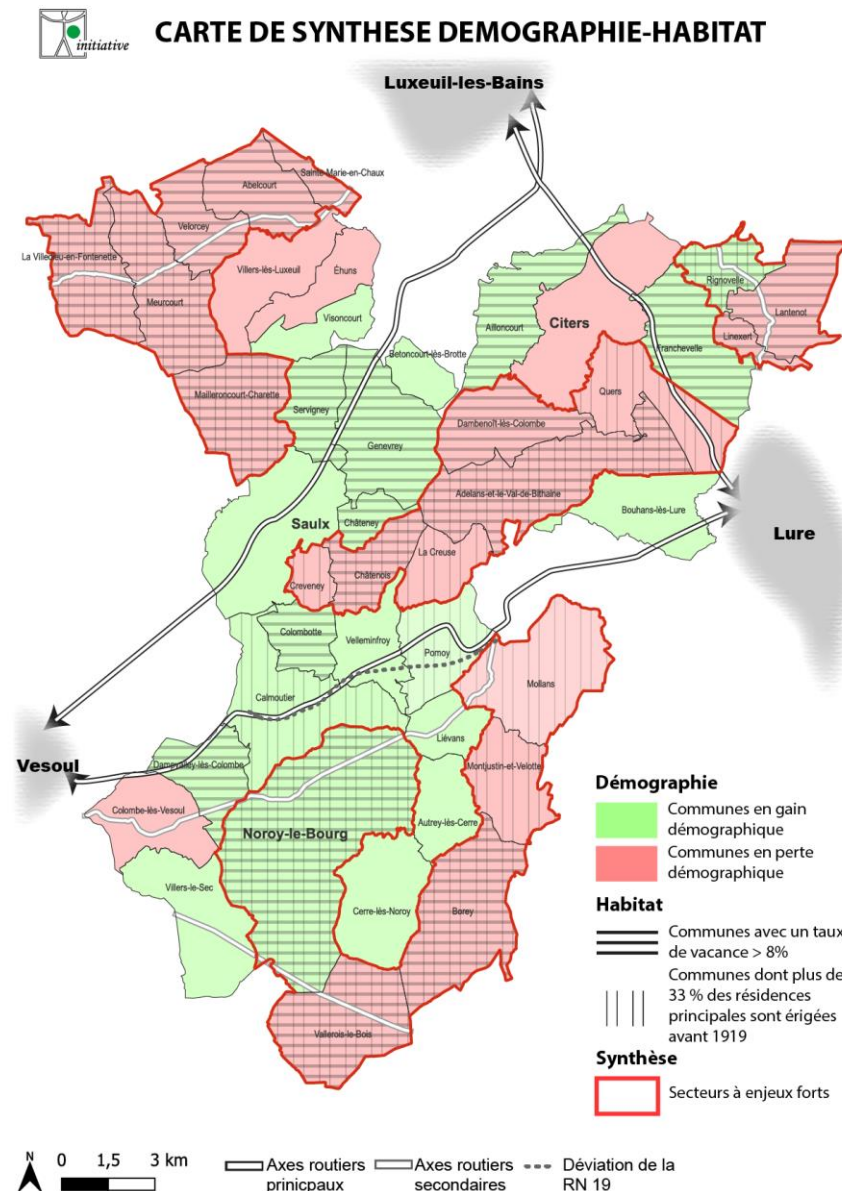 initiative
CARTE DE SYNTHESE DEMOGRAPHIE-HABITAT
Luxeuil-les-Bains
Sainte-Marie-en-Chaux
Abelcourt
Velorcey
La Villedieu-en-Fontenette
Villers-lès-Luxeuil
Éhuns
Meurcourt
Visoncourt
Rignovelle
Lantenot
Linexert
Ailloncourt
Citers
Franchevelle
Betoncourt-lès-Brotte
Mailleroncourt-Charette
Quers
Servigney
Dambenoît-lès-Colombe
Genevrey
Adelans-et-le-Val-de-Bithaine
Bouhans-lès-Lure
Saulx
Châteney
Lure
La Creuse
Châtenois
Creveney
Colombotte
Velleminfroy
Pomoy
Mollans
Calmoutier
Liévans
Vesoul
Dampvalley-lès-Colombe
Montjustin-et-Velotte
Colombe-lès-Vesoul
Autrey-lès-Cerre
Noroy-le-Bourg
Villers-le-Sec
Cerre-lès-Noroy
Borey
Vallerois-le-Bois
Démographie
Communes en gain
démographique
Communes en perte
démographique
Habitat
Communes avec un taux
de vacance > 8%
Communes dont plus de
33 % des résidences
principales sont érigées
avant 1919
Synthèse
Secteurs à enjeux forts
N
0 1,5 3 km
Axes routiers
prinicpaux
Axes routiers
secondaires
Déviation de la
RN 19